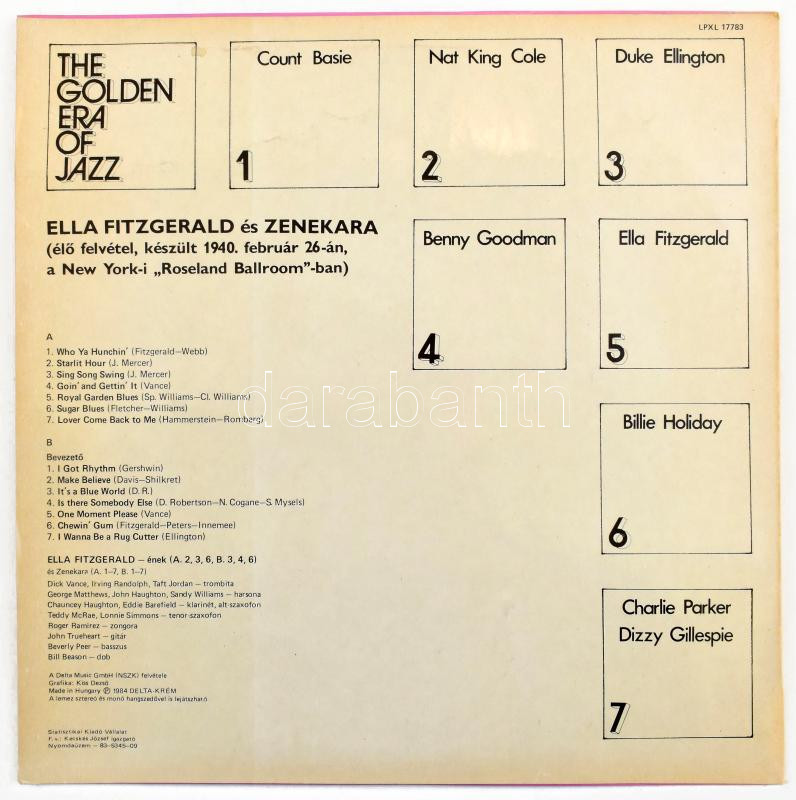 LPXL 17783
THE
GOLDEN
ERA
OF
JAZZ
Count Basie
1
Nat King Cole
2
Duke Ellington
3
ELLA FITZGERALD és ZENEKARA
(élő felvétel, készült 1940. február 26-án,
a New York-i „Roseland Ballroom”-ban)
Benny Goodman
4
Ella Fitzgerald
5
Billie Holiday
6
Charlie Parker
Dizzy Gillespie
7
A
1. Who Ya Hunchin' (Fitzgerald—Webb)
2. Starlit Hour (J. Mercer)
3. Sing Song Swing (J. Mercer)
4. Goin' and Gettin' It (Vance)
5. Royal Garden Blues (Sp. Williams—Cl. Williams)
6. Sugar Blues (Fletcher—Williams)
7. Lover Come Back to Me (Hammerstein—Romberg)
B
Bevezető
1. I Got Rhythm (Gershwin)
2. Make Believe (Davis—Shilkret)
3. It's a Blue World (D. R.)
4. Is there Somebody Else (D. Robertson—N. Cogane—S. Mysels)
5. One Moment Please (Vance)
6. Chewin' Gum (Fitzgerald—Peters—Innemee)
7. I Wanna Be a Rug Cutter (Ellington)
ELLA FITZGERALD — ének (A. 2, 3, 6, B. 3, 4, 6)
és Zenekara (A. 1—7, B. 1—7)
Dick Vance, Irving Randolph, Taft Jordan — trombita
George Matthews, John Haughton, Sandy Williams — harsona
Chauncey Haughton, Eddie Barefield — klarinét, alt-szaxofon
Teddy McRae, Lonnie Simmons — tenor-szaxofon
Roger Ramirez — zongora
John Trueheart — gitár
Beverly Peer — basszus
Bill Beason — dob
A Delta Music GmbH (NSZK) felvétele
Grafika: Kós Dezső
Made in Hungary Ⓟ 1984 DELTA-KRÉM
A lemez sztereó és monó hangszedővel is lejátszható
Statisztikai Kiadó Vállalat
F. v.: Kecskés József igazgató
Nyomdaüzem — 83-5345-09
darabanth